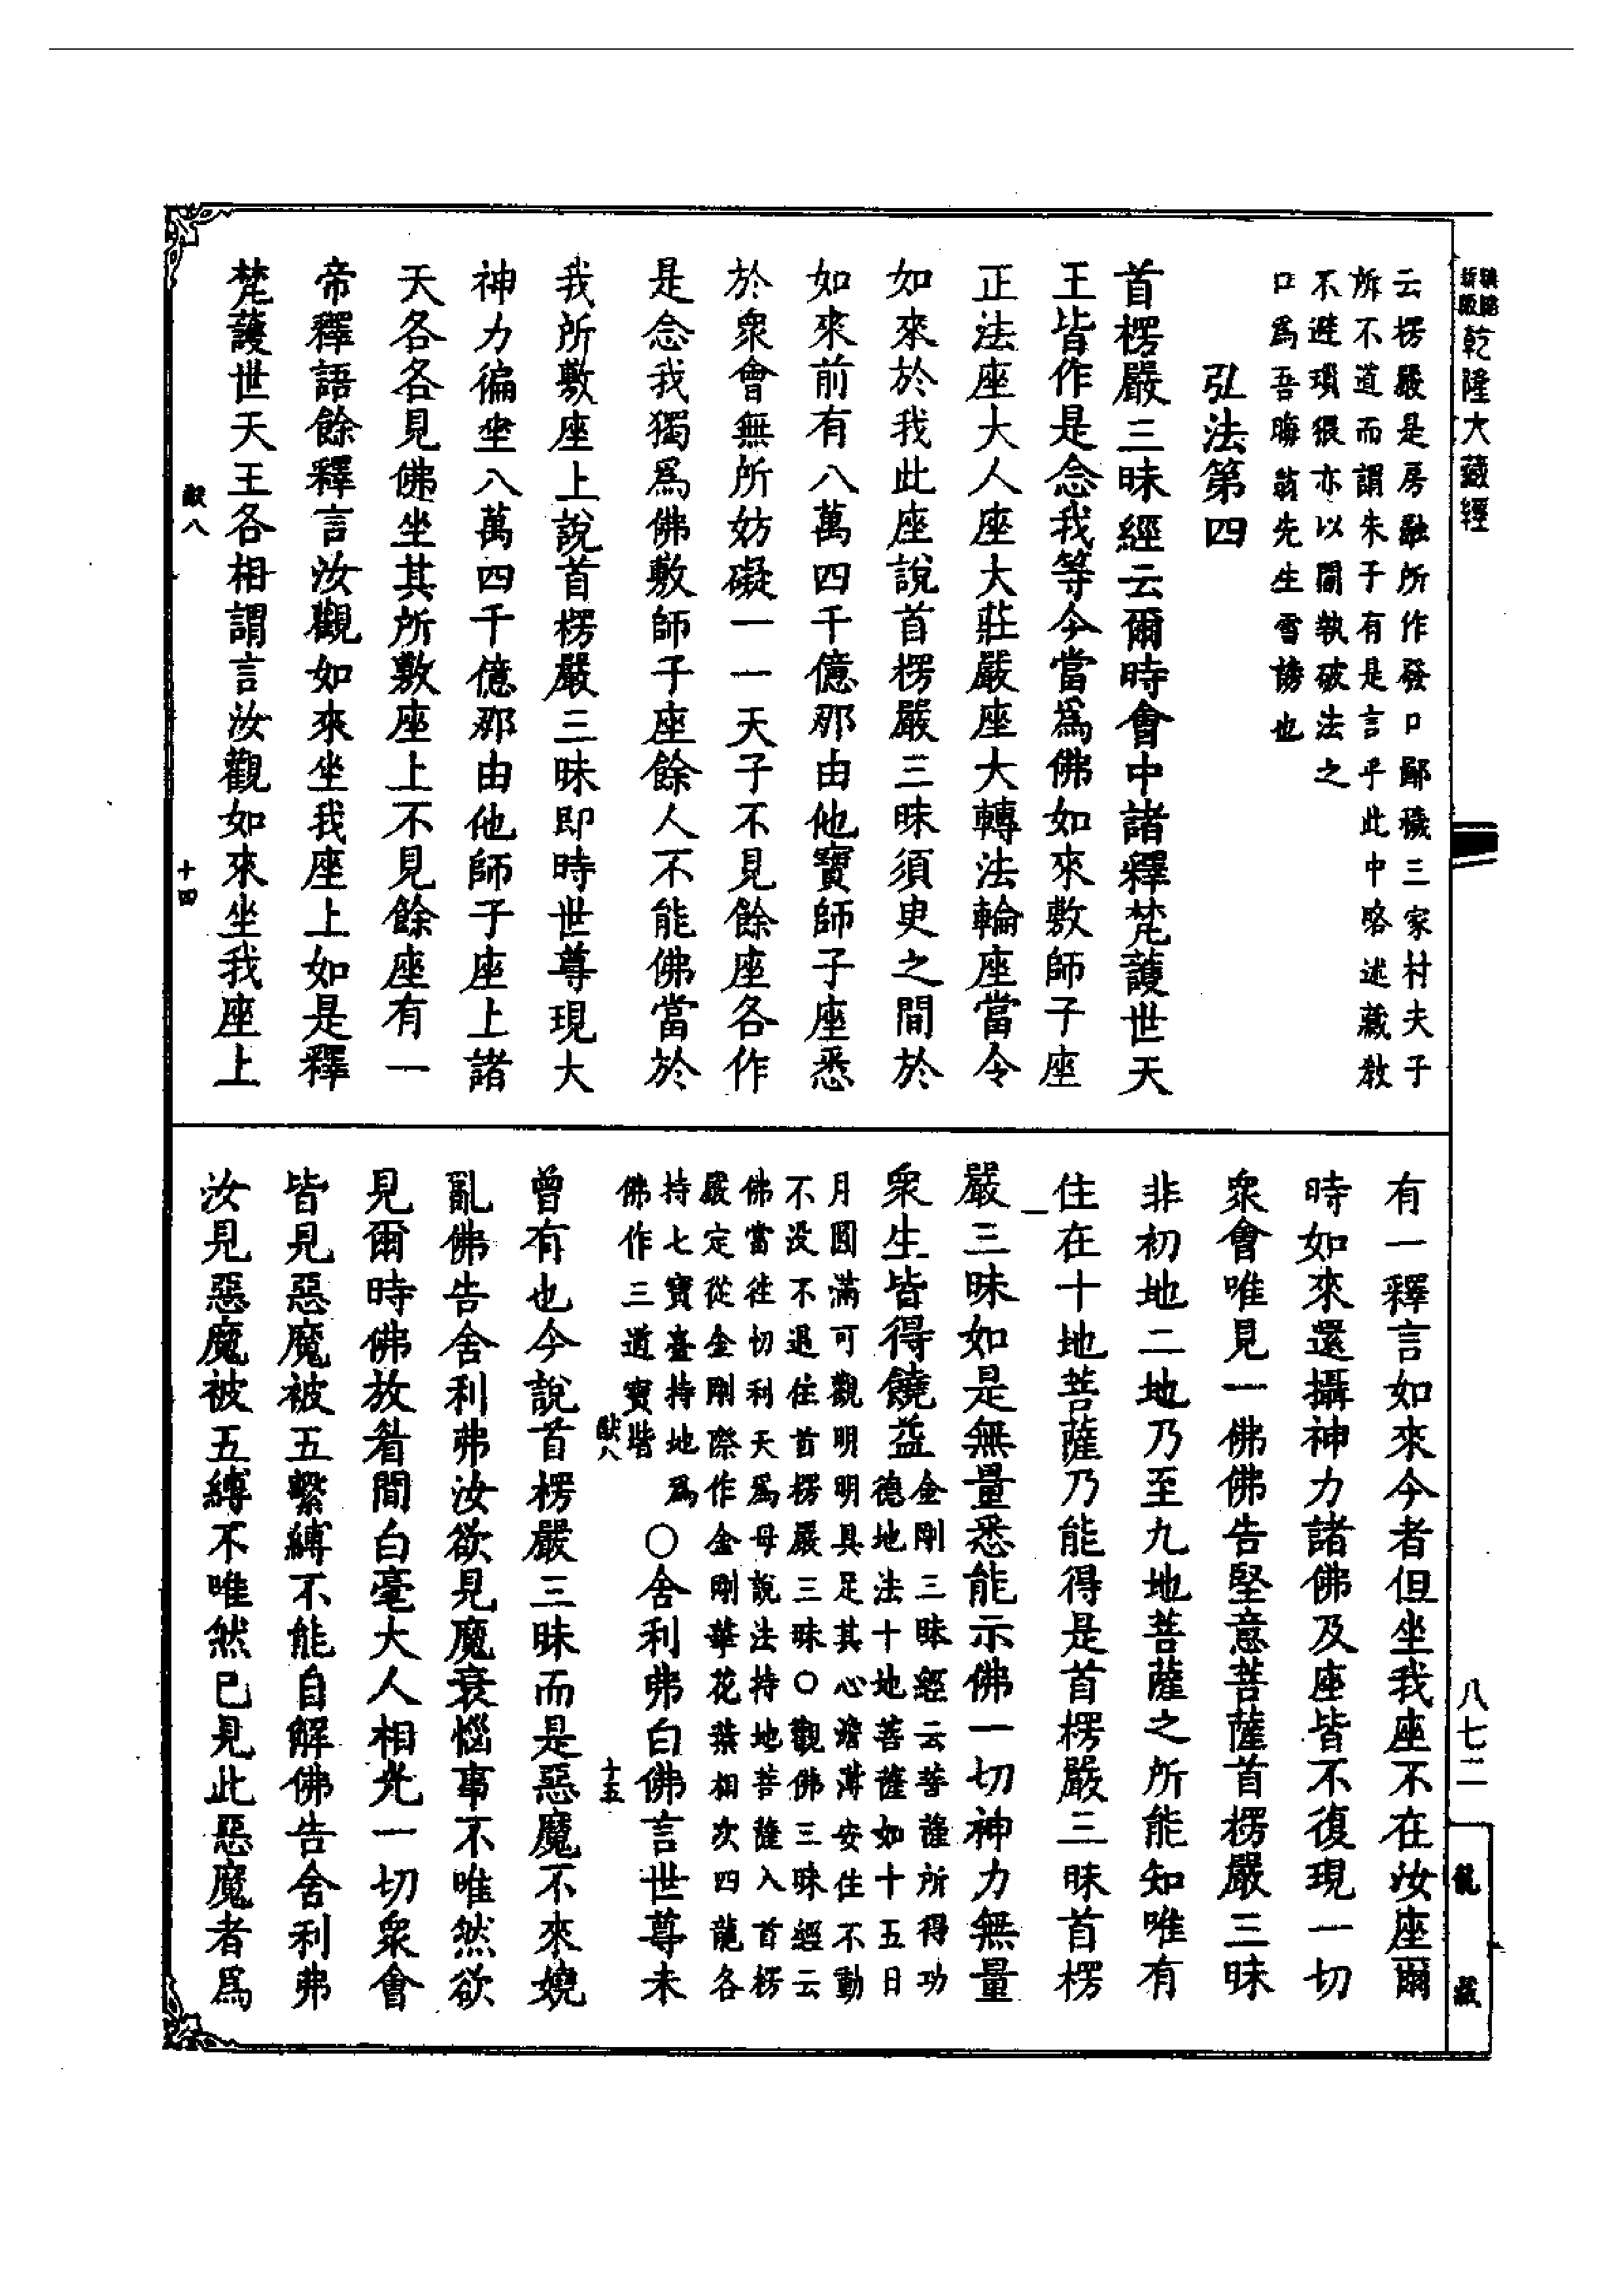 乾隆大藏經
云楞嚴是房融所作發口鄙穢三家村夫子
所不道而謂朱子有是言乎此中略述藏教
不避瑣猥亦以間執破法之
口爲吾晦翁先生雪謗也
弘法第四
首楞嚴三昧經云爾時會中諸釋梵護世天
王皆作是念我等今當爲佛如來敷師子座
正法座大人座大莊嚴座大轉法輪座當令
如來於我此座說首楞嚴三昧須臾之間於
如來前有八萬四千億那由他寶師子座悉
於衆會無所妨礙一一天子不見餘座各作
是念我獨爲佛敷師子座餘人不能佛當於
我所敷座上說首楞嚴三昧即時世尊現大
神力徧坐八萬四千億那由他師子座上諸
天各各見佛坐其所敷座上不見餘座有一
帝釋語餘釋言汝觀如來坐我座上如是釋
梵護世天王各相謂言汝觀如來坐我座上
十四
八七二
龍藏
有一釋言如來今者但坐我座不在汝座爾
時如來還攝神力諸佛及座皆不復現一切
衆會唯見一佛佛告堅意菩薩首楞嚴三昧
非初地二地乃至九地菩薩之所能知唯有
住在十地菩薩乃能得是首楞嚴三昧首楞
嚴三昧如是無量悉能示佛一切神力無量
衆生皆得饒益
金剛三昧經云菩薩所得功
德地法十地菩薩如十五日
月圓滿可觀明明具足其心澹薄安住不動
不没不退住首楞嚴三昧〇觀佛三昧經云
佛當往忉利天爲母說法持地菩薩入首楞
嚴定從金剛際作金剛華花葉相次四龍各
持七寶臺持地爲
佛作三道寶堦
〇舍利弗白佛言世尊未
十五
曾有也今說首楞嚴三昧而是惡魔不來嬈
亂佛告舍利弗汝欲見魔衰惱事不唯然欲
見爾時佛放眉間白毫大人相光一切衆會
皆見惡魔被五繫縛不能自解佛告舍利弗
汝見惡魔被五縛不唯然已見此惡魔者爲